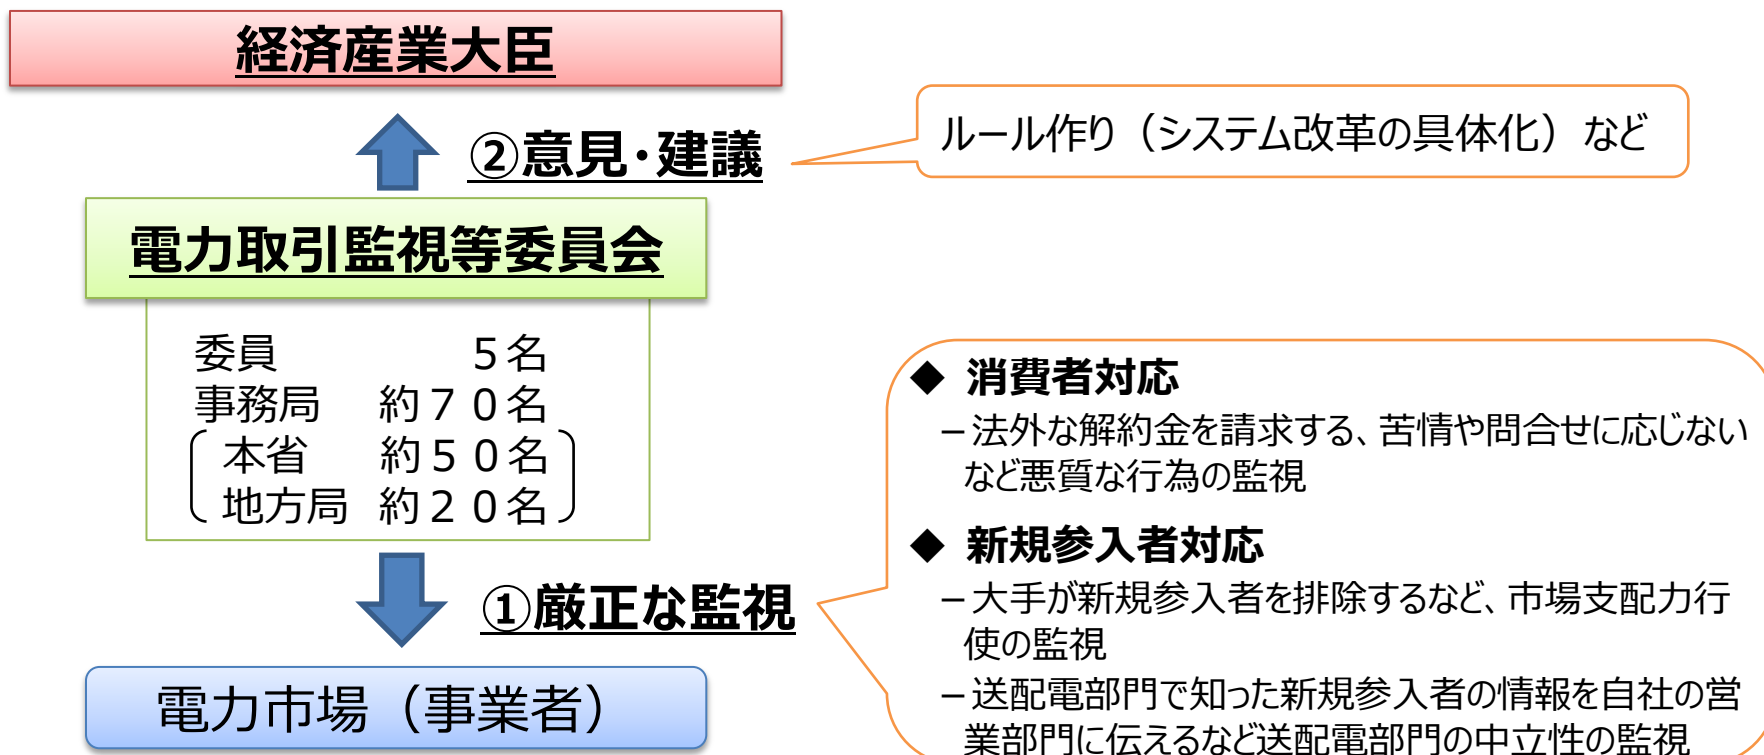 経済産業大臣
②意見・建議
ルール作り（システム改革の具体化）など
電力取引監視等委員会
委員　　　　　５名
事務局　　約７０名
本省　　約５０名
地方局　約２０名
①厳正な監視
◆ 消費者対応
－法外な解約金を請求する、苦情や問合せに応じない
など悪質な行為の監視
◆ 新規参入者対応
－大手が新規参入者を排除するなど、市場支配力行
使の監視
－送配電部門で知った新規参入者の情報を自社の営
業部門に伝えるなど送配電部門の中立性の監視
電力市場（事業者）